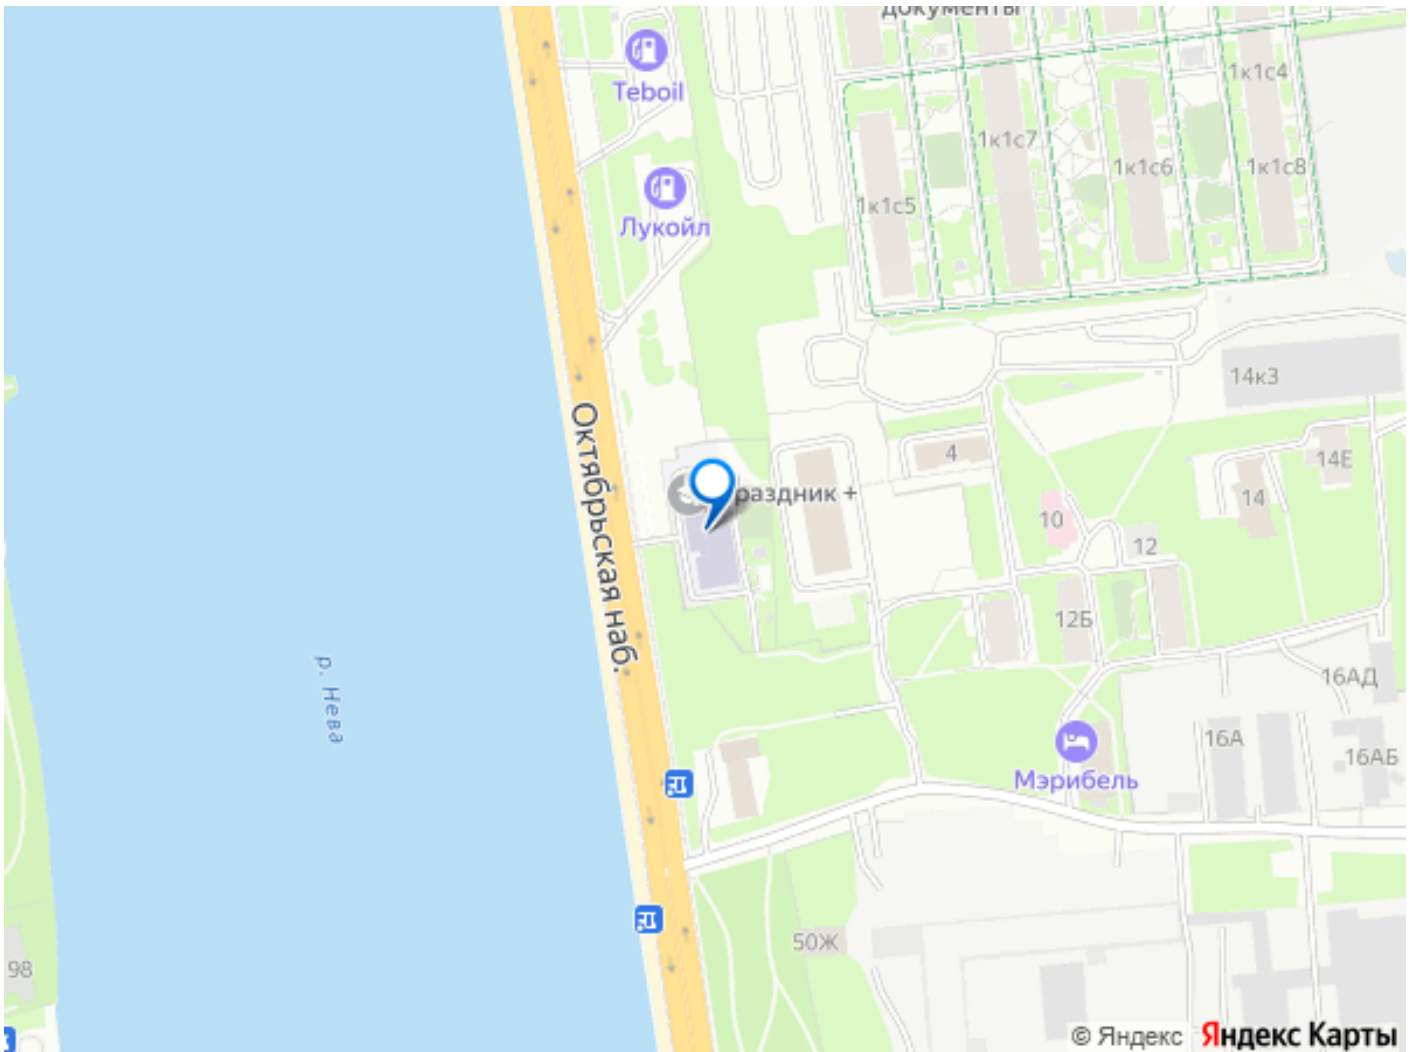 документы
Teboil
1к1с4
1к1с7
1к1с6
1к1с8
Лукойл
1к1с5
14к3
Октябрьская наб.
4
14Е
раздник +
14
10
12
12Б
р. Нева
16АД
16А
16АБ
Мэрибель
50Ж
98
© Яндекс Яндекс Карты